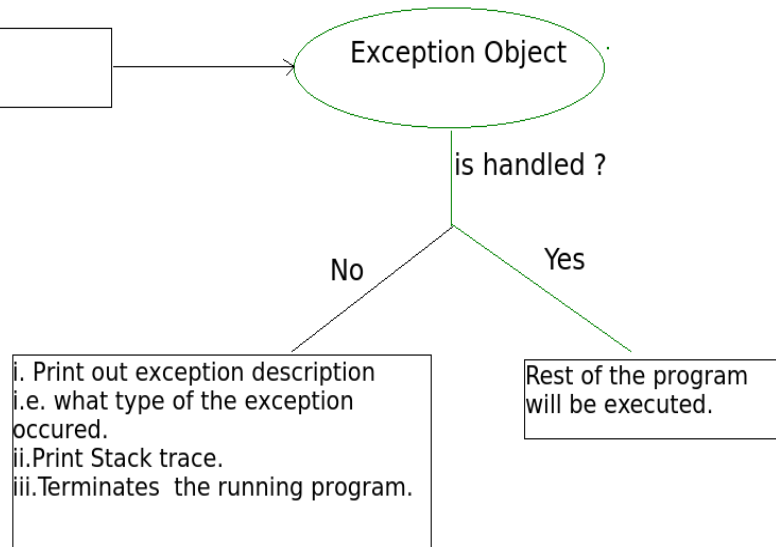 Exception Object
is handled ?
No
Yes
i. Print out exception description
i.e. what type of the exception
occured.
ii.Print Stack trace.
iii.Terminates  the running program.
Rest of the program
will be executed.